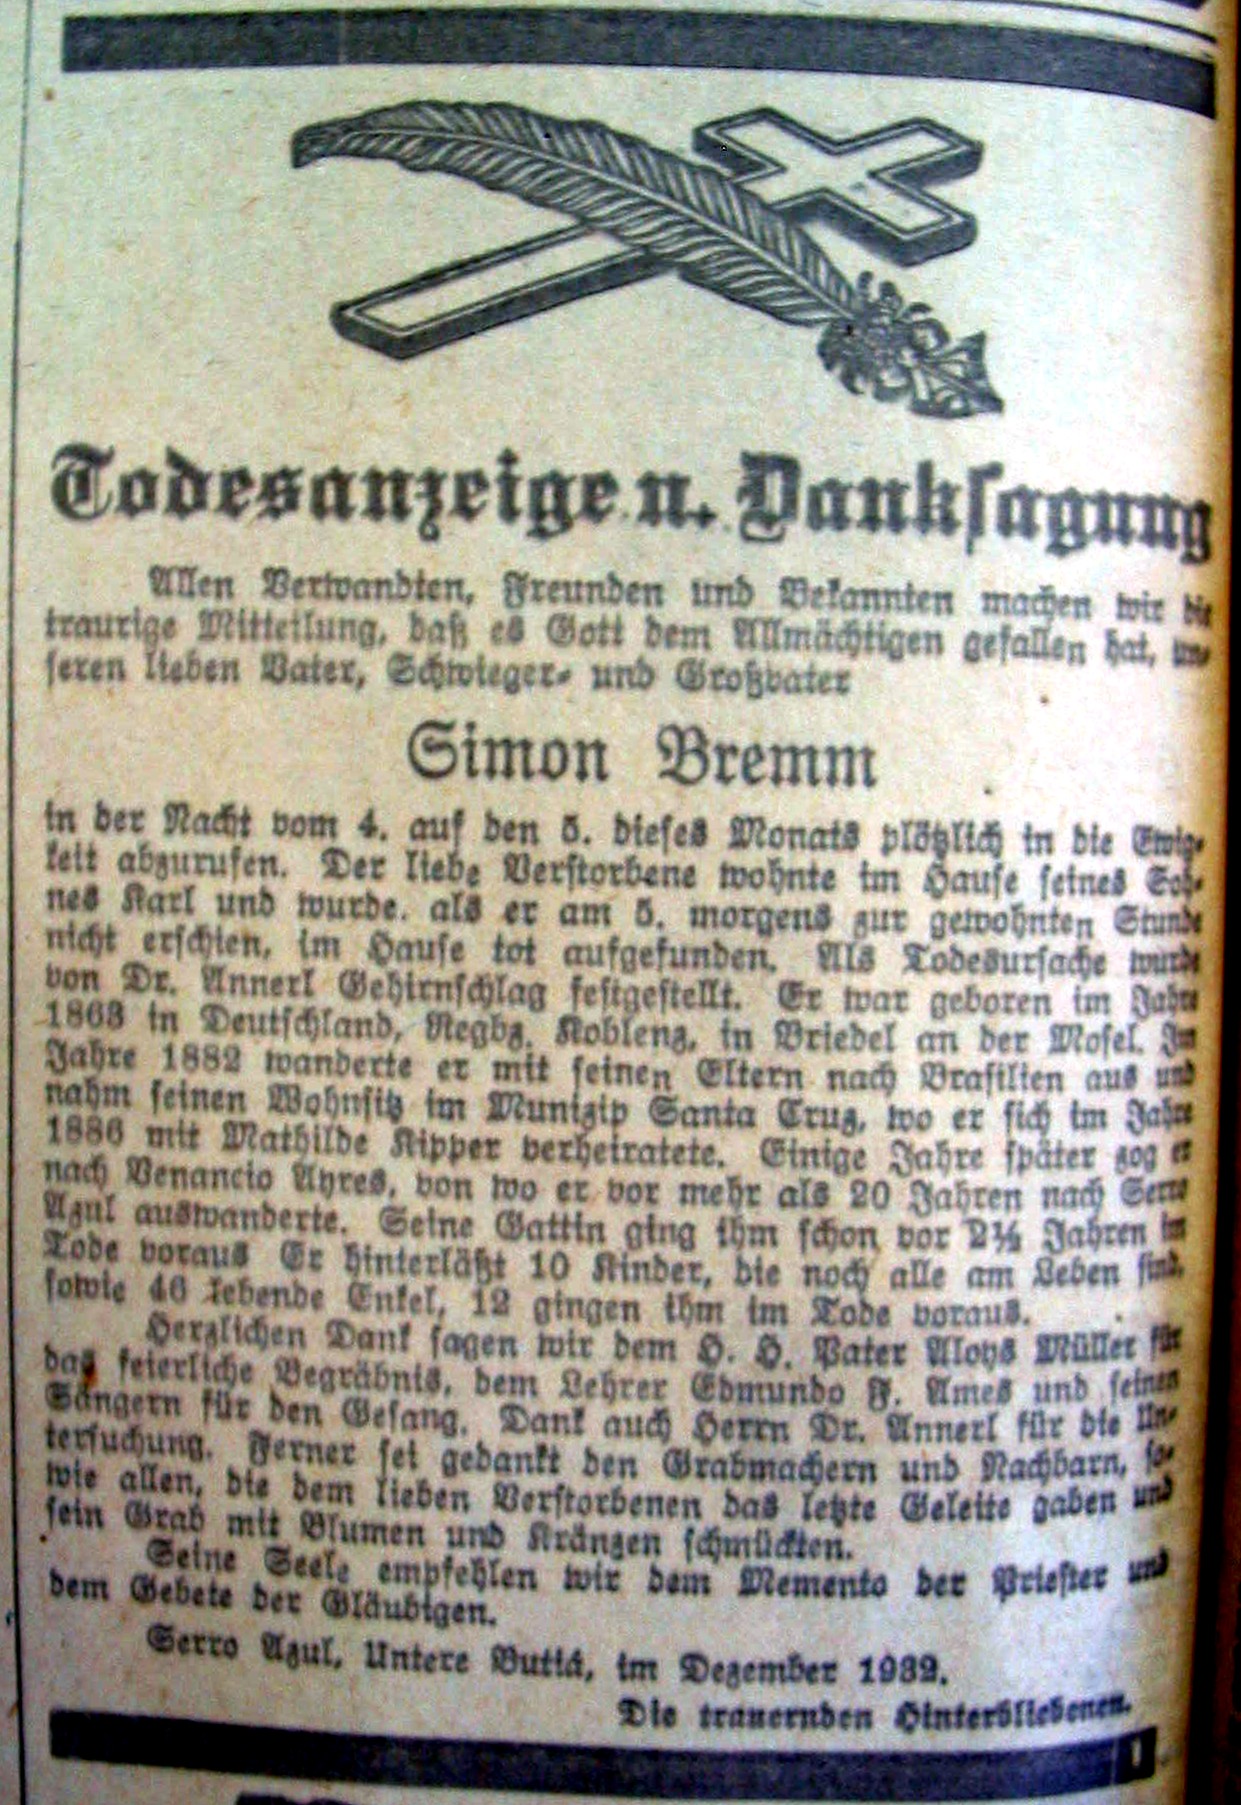 Todesanzeige u. Danksagung
Allen Verwandten, Freunden und Bekannten machen wir die
traurige Mitteilung, daß es Gott dem Allmächtigen gefallen hat, un-
seren lieben Vater, Schwieger- und Großvater
Simon Bremm
in der Nacht vom 4. auf den 5. dieses Monats plötzlich in die Ewig-
keit abzurufen. Der liebe Verstorbene wohnte im Hause seines Soh-
nes Karl und wurde. als er am 5. morgens zur gewohnten Stunde
nicht erschien, im Hause tot aufgefunden. Als Todesursache wurde
von Dr. Annerl Gehirnschlag festgestellt. Er war geboren im Jahre
1863 in Deutschland, Regbz. Koblenz, in Briedel an der Mosel. Im
Jahre 1882 wanderte er mit seinen Eltern nach Brasilien aus und
nahm seinen Wohnsitz im Munizip Santa Cruz, wo er sich im Jahre
1886 mit Mathilde Kipper verheiratete. Einige Jahre später zog er
nach Venancio Ayres, von wo er vor mehr als 20 Jahren nach Serro
Azul auswanderte. Seine Gattin ging ihm schon vor 2½ Jahren im
Tode voraus Er hinterläßt 10 Kinder, die noch alle am Leben sind,
sowie 46 lebende Enkel, 12 gingen ihm im Tode voraus.
Herzlichen Dank sagen wir dem H. H. Pater Aloys Müller für
das feierliche Begräbnis, dem Lehrer Edmundo F. Ames und seinen
Sängern für den Gesang. Dank auch Herrn Dr. Annerl für die Un-
tersuchung. Ferner sei gedankt den Grabmachern und Nachbarn, so-
wie allen, die dem lieben Verstorbenen das letzte Geleite gaben und
sein Grab mit Blumen und Kränzen schmückten.
Seine Seele empfehlen wir dem Memento der Priester und
dem Gebete der Gläubigen.
Serro Azul, Untere Butiá, im Dezember 1932.
Die trauernden Hinterbliebenen.